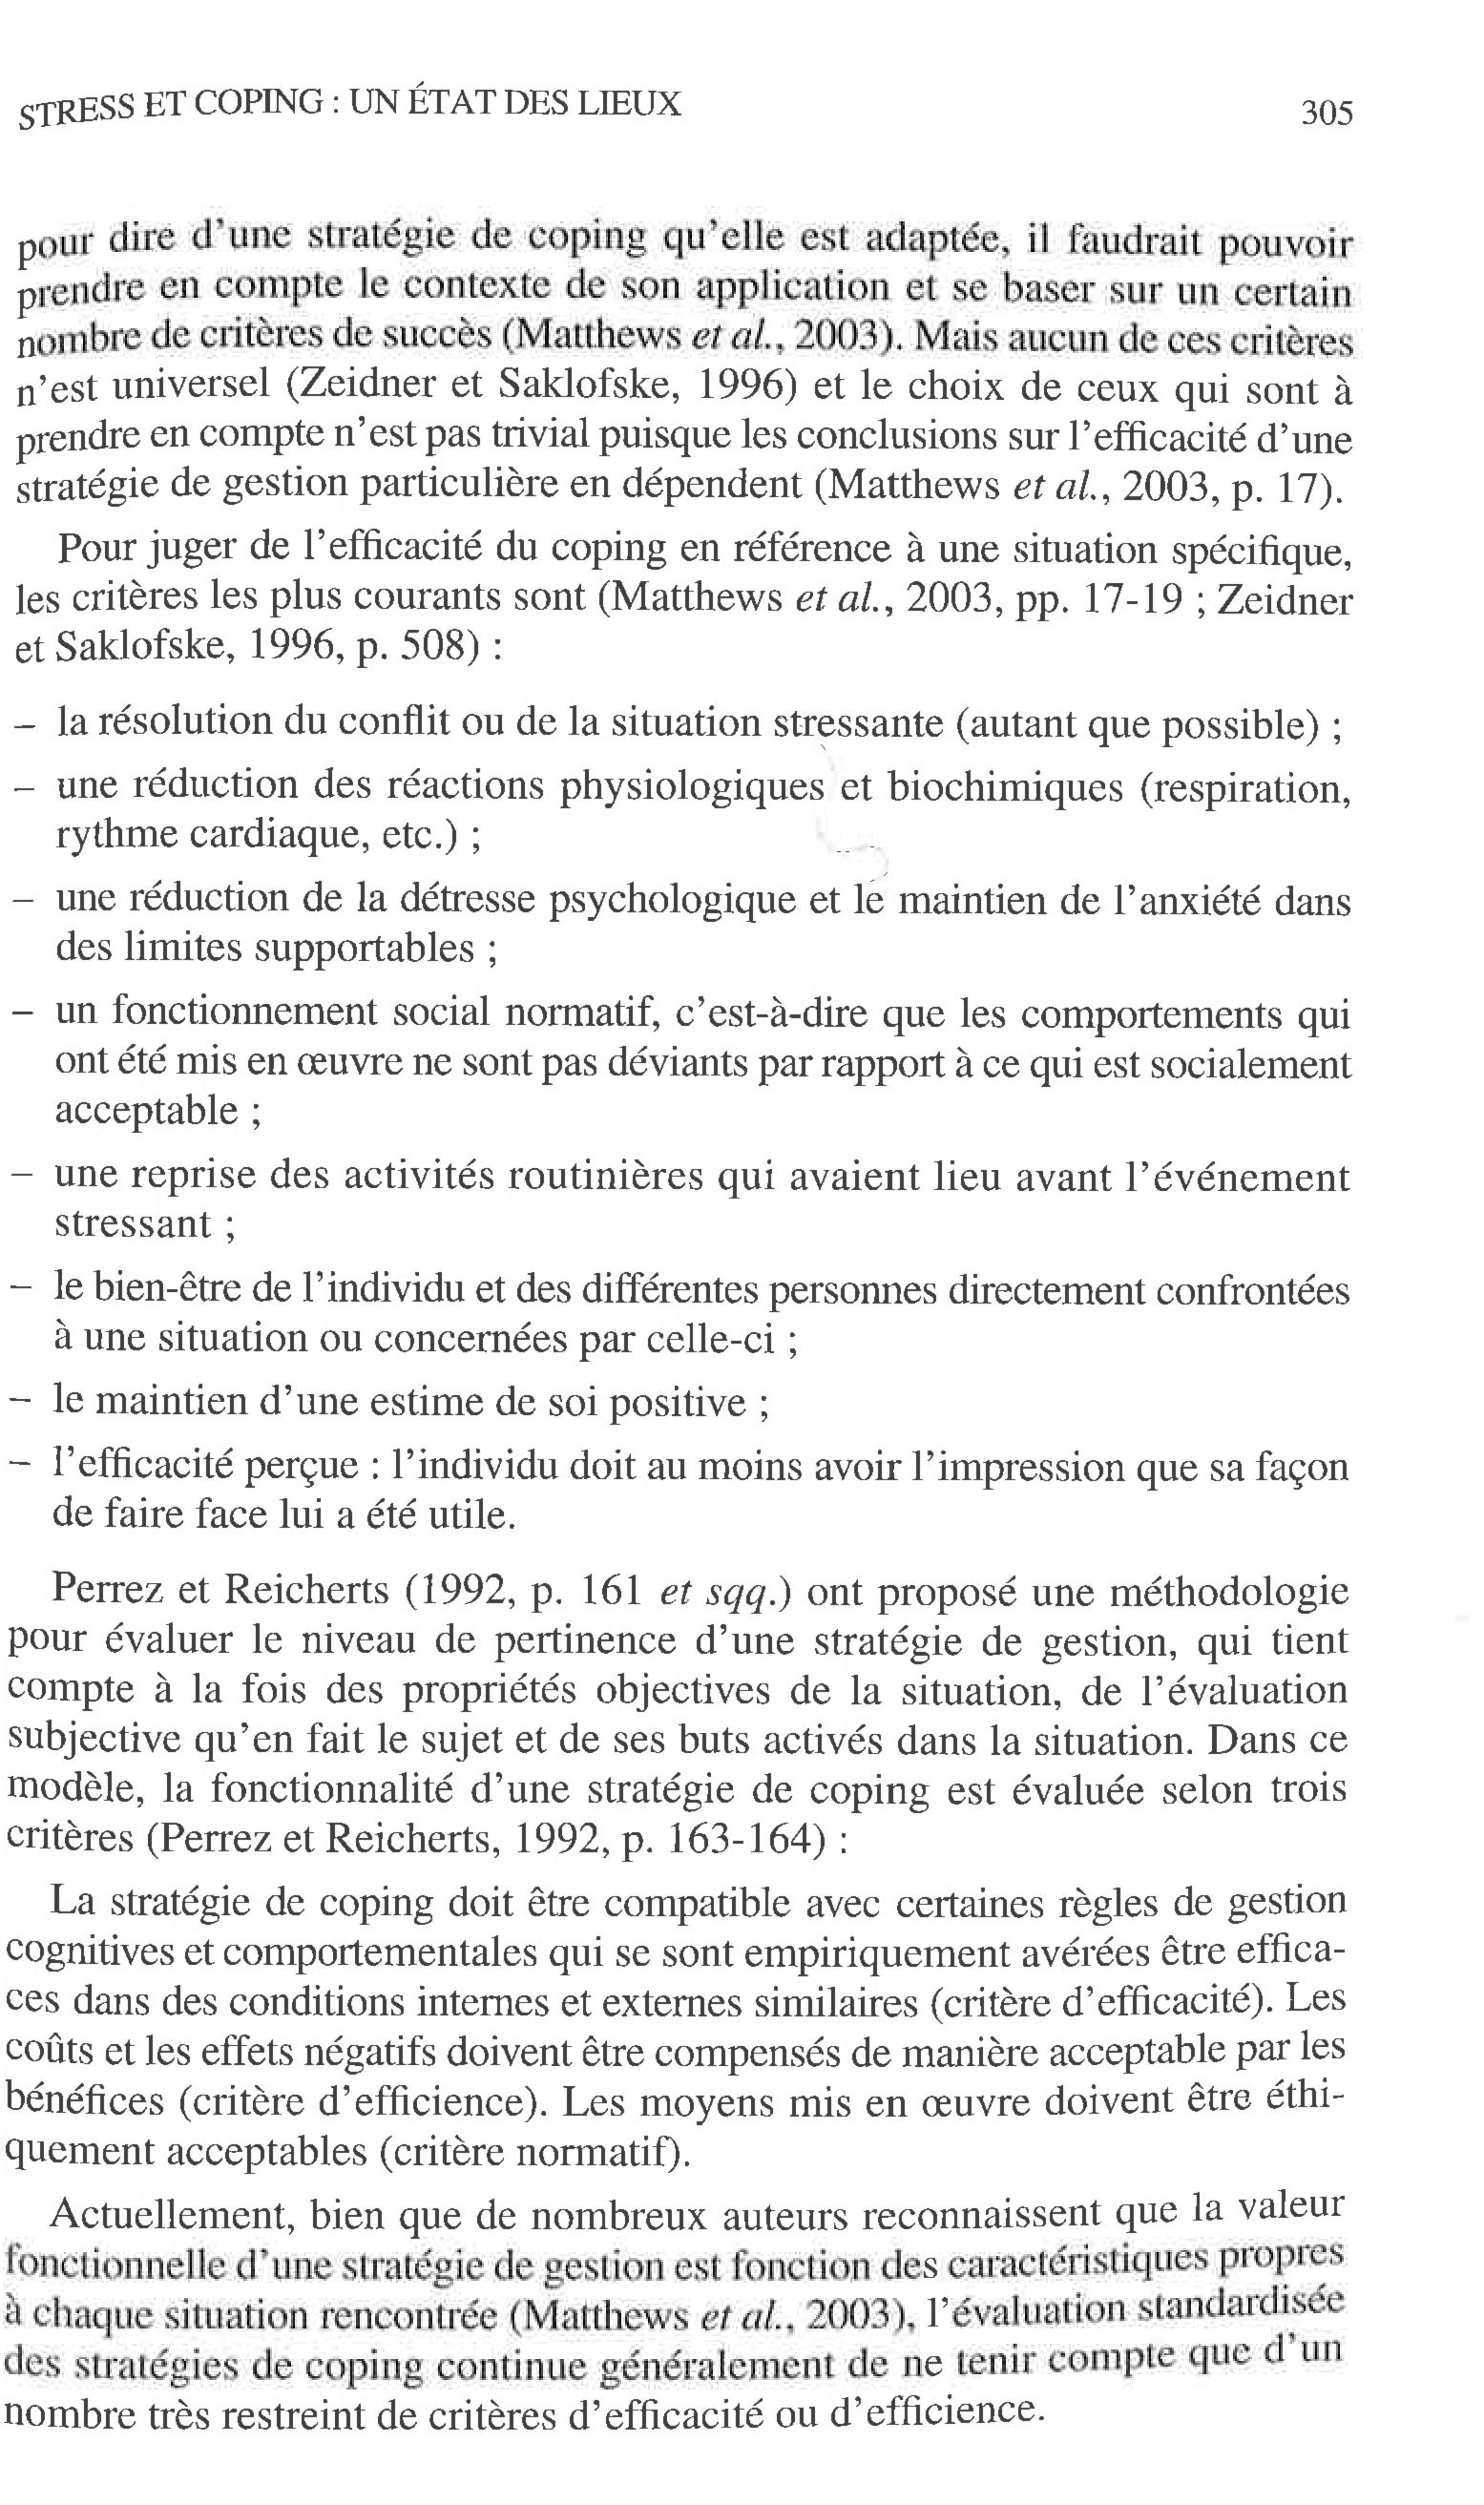 STRESS ET COPING : UN ÉTAT DES LIEUX
305
pour dire d'une stratégie de coping qu'elle est adaptée, il faudrait pouvoir
prendre en compte le contexte de son application et se baser sur un certain
nombre de critères de succès (Matthews et al., 2003). Mais aucun de ces critères
n'est universel (Zeidner et Saklofske, 1996) et le choix de ceux qui sont à
prendre en compte n'est pas trivial puisque les conclusions sur l'efficacité d'une
stratégie de gestion particulière en dépendent (Matthews et al., 2003, p. 17).
Pour juger de l'efficacité du coping en référence à une situation spécifique,
les critères les plus courants sont (Matthews et al., 2003, pp. 17-19 ; Zeidner
et Saklofske, 1996, p. 508) :
– la résolution du conflit ou de la situation stressante (autant que possible) ;
– une réduction des réactions physiologiques et biochimiques (respiration,
rythme cardiaque, etc.) ;
– une réduction de la détresse psychologique et le maintien de l'anxiété dans
des limites supportables ;
– un fonctionnement social normatif, c'est-à-dire que les comportements qui
ont été mis en œuvre ne sont pas déviants par rapport à ce qui est socialement
acceptable ;
– une reprise des activités routinières qui avaient lieu avant l'événement
stressant ;
– le bien-être de l'individu et des différentes personnes directement confrontées
à une situation ou concernées par celle-ci ;
– le maintien d'une estime de soi positive ;
– l'efficacité perçue : l'individu doit au moins avoir l'impression que sa façon
de faire face lui a été utile.
Perrez et Reicherts (1992, p. 161 et sqq.) ont proposé une méthodologie
pour évaluer le niveau de pertinence d'une stratégie de gestion, qui tient
compte à la fois des propriétés objectives de la situation, de l'évaluation
subjective qu'en fait le sujet et de ses buts activés dans la situation. Dans ce
modèle, la fonctionnalité d'une stratégie de coping est évaluée selon trois
critères (Perrez et Reicherts, 1992, p. 163-164) :
La stratégie de coping doit être compatible avec certaines règles de gestion
cognitives et comportementales qui se sont empiriquement avérées être effica-
ces dans des conditions internes et externes similaires (critère d'efficacité). Les
coûts et les effets négatifs doivent être compensés de manière acceptable par les
bénéfices (critère d'efficience). Les moyens mis en œuvre doivent être éthi-
quement acceptables (critère normatif).
Actuellement, bien que de nombreux auteurs reconnaissent que la valeur
fonctionnelle d'une stratégie de gestion est fonction des caractéristiques propres
à chaque situation rencontrée (Matthews et al., 2003), l'évaluation standardisée
des stratégies de coping continue généralement de ne tenir compte que d'un
nombre très restreint de critères d'efficacité ou d'efficience.